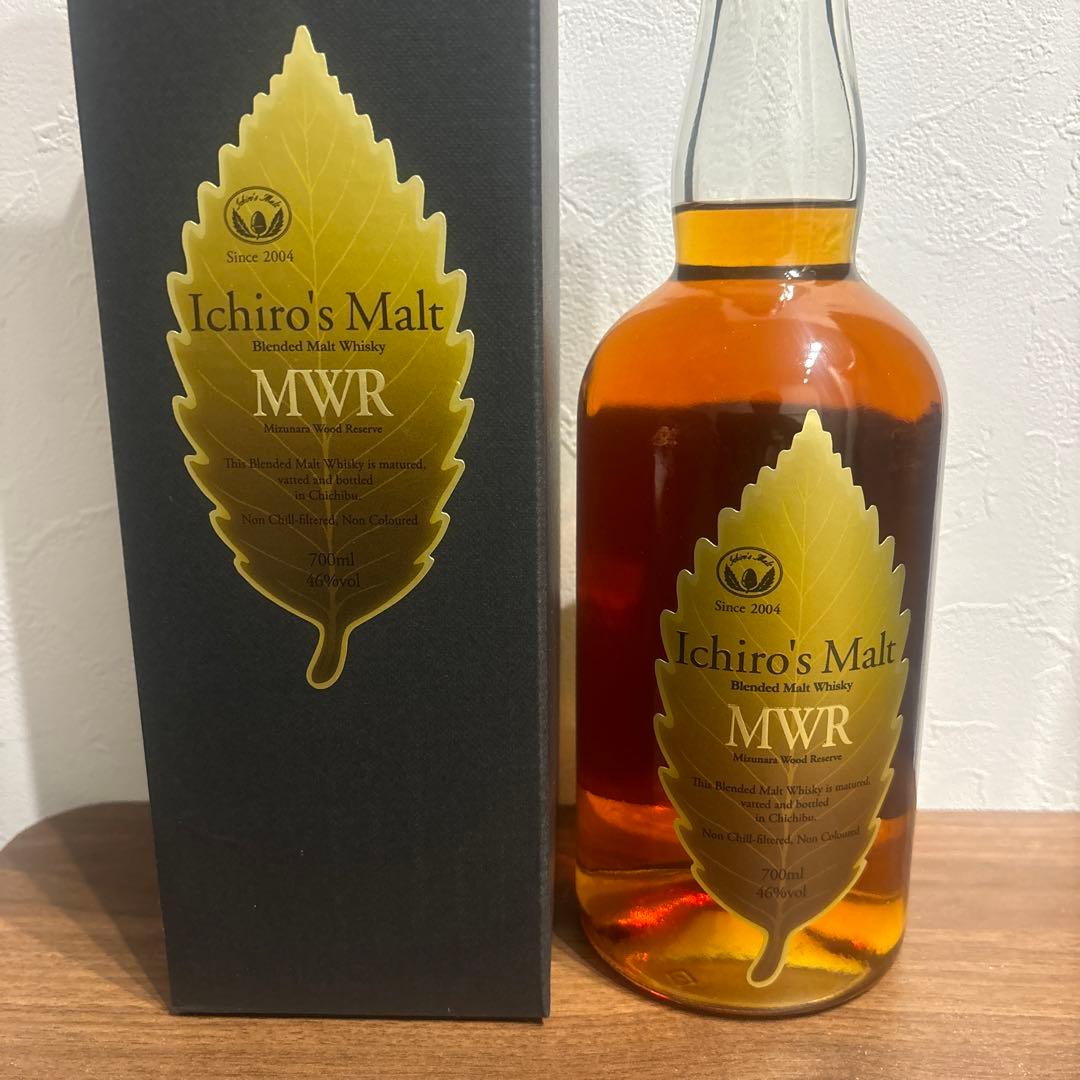 Ichiro's Malt
Since 2004
Ichiro's Malt
Blended Malt Whisky
MWR
Mizunara Wood Reserve
This Blended Malt Whisky is matured,
vatted and bottled
in Chichibu.
Non Chill-filtered, Non Coloured
700ml
46%vol
Ichiro's Malt
Since 2004
Ichiro's Malt
Blended Malt Whisky
MWR
Mizunara Wood Reserve
This Blended Malt Whisky is matured,
vatted and bottled
in Chichibu.
Non Chill-filtered, Non Coloured
700ml
46%vol